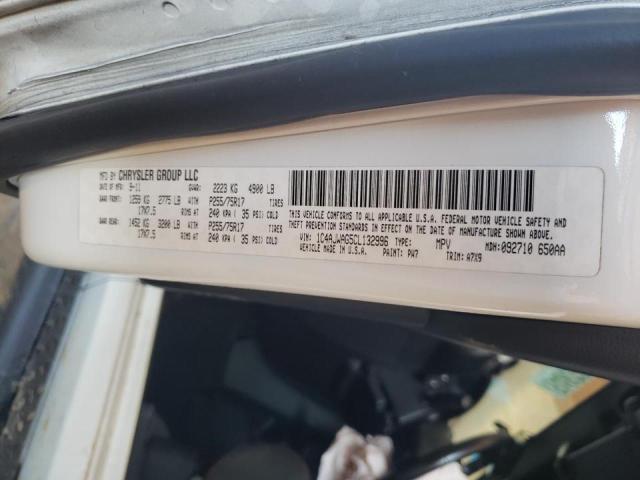 MFD BY CHRYSLER GROUP LLC
DATE OF MFR 9-11 GVWR: 2223 KG 4900 LB
GAWR FRONT: 1259 KG 2775 LB WITH P255/75R17 TIRES
17X7.5 RIMS AT 240 KPA ( 35 PSI) COLD
GAWR REAR: 1452 KG 3200 LB WITH P255/75R17 TIRES
17X7.5 RIMS AT 240 KPA ( 35 PSI) COLD
THIS VEHICLE CONFORMS TO ALL APPLICABLE U.S.A. FEDERAL MOTOR VEHICLE SAFETY AND
THEFT PREVENTION STANDARDS IN EFFECT ON THE DATE OF MANUFACTURE SHOWN ABOVE.
VIN: 1C4AJWAG5CL132996 TYPE: MPV MDH: 092710 650AA
VEHICLE MADE IN U.S.A. PAINT: PW7 TRIM: A7X9